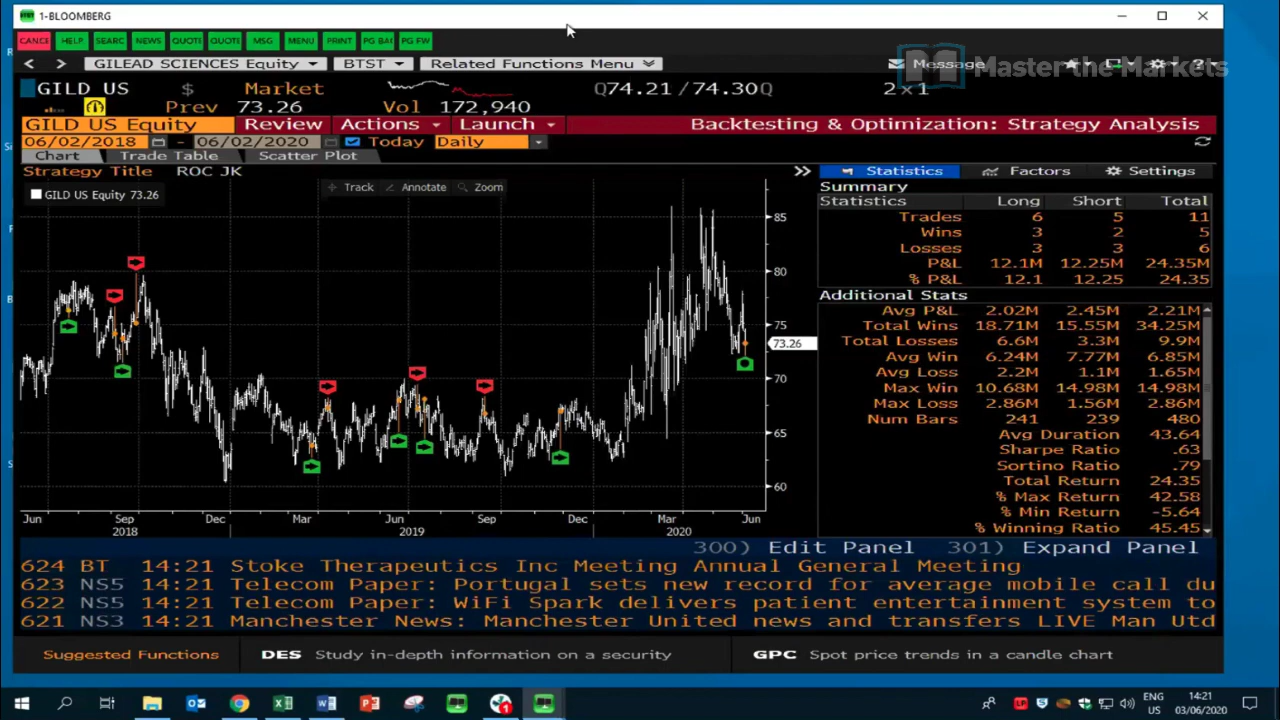 1-BLOOMBERG
CANCE HELP SEARC NEWS QUOTE QUOTE MSG MENU PRINT PG BA PG FW
GILEAD SCIENCES Equity BTST Related Functions Menu Message
Master the Markets
GILD US $ Market Q74.21/74.30Q 2×1
Prev 73.26 Vol 172,940
GILD US Equity Review Actions Launch Backtesting & Optimization: Strategy Analysis
06/02/2018 - 06/02/2020 Today Daily
Chart Trade Table Scatter Plot
Strategy Title ROC JK Statistics Factors Settings
GILD US Equity 73.26 Track Annotate Zoom
85
80
75
73.26
70
65
60
Jun Sep Dec Mar Jun Sep Dec Mar Jun
2018 2019 2020
Summary
Statistics Long Short Total
Trades 6 5 11
Wins 3 2 5
Losses 3 3 6
P&L 12.1M 12.25M 24.35M
% P&L 12.1 12.25 24.35
Additional Stats
Avg P&L 2.02M 2.45M 2.21M
Total Wins 18.71M 15.55M 34.25M
Total Losses 6.6M 3.3M 9.9M
Avg Win 6.24M 7.77M 6.85M
Avg Loss 2.2M 1.1M 1.65M
Max Win 10.68M 14.98M 14.98M
Max Loss 2.86M 1.56M 2.86M
Num Bars 241 239 480
Avg Duration 43.64
Sharpe Ratio .63
Sortino Ratio .79
Total Return 24.35
% Max Return 42.58
% Min Return -5.64
% Winning Ratio 45.45
300) Edit Panel 301) Expand Panel
624 BT 14:21 Stoke Therapeutics Inc Meeting Annual General Meeting
623 NS5 14:21 Telecom Paper: Portugal sets new record for average mobile call du
622 NS5 14:21 Telecom Paper: WiFi Spark delivers patient entertainment system to
621 NS3 14:21 Manchester News: Manchester United news and transfers LIVE Man Utd
Suggested Functions DES Study in-depth information on a security GPC Spot price trends in a candle chart
ENG 14:21
US 03/06/2020